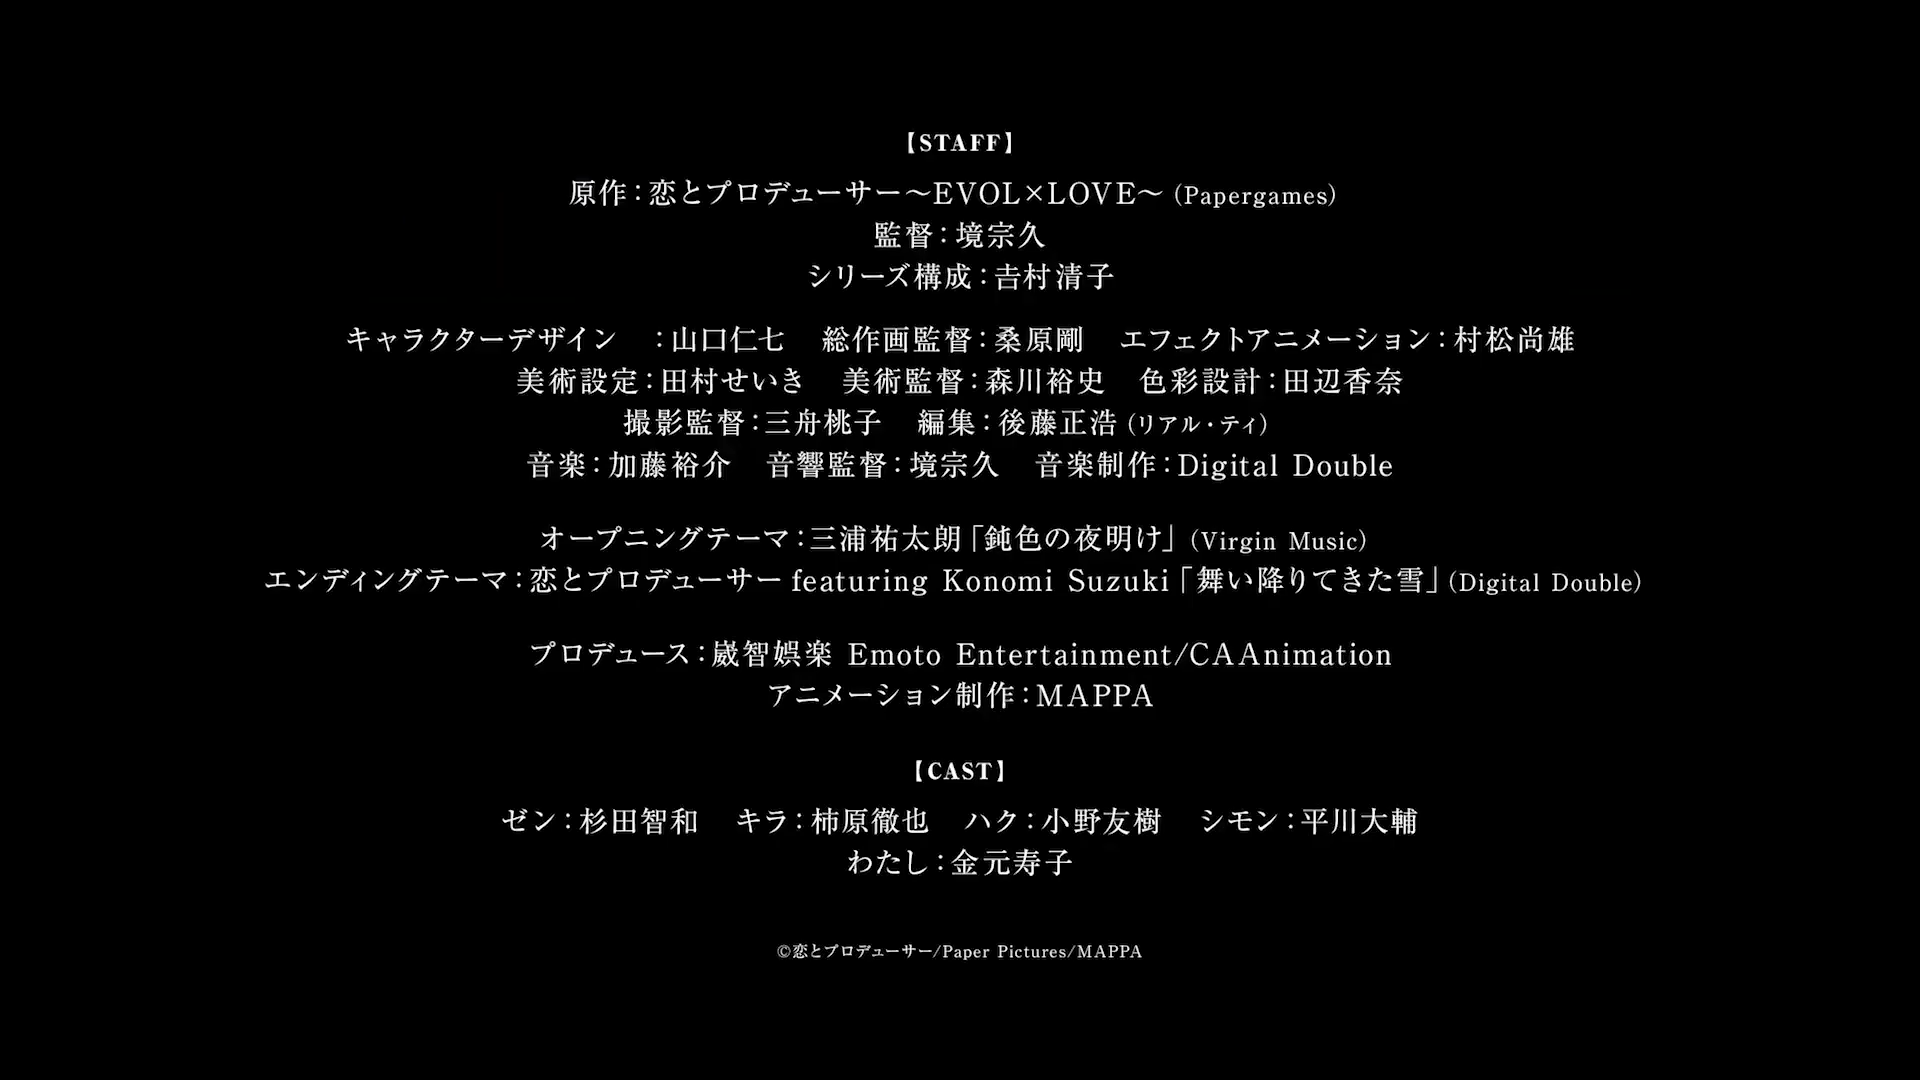 【STAFF】
原作：恋とプロデューサー～EVOL×LOVE～（Papergames）
監督：境宗久
シリーズ構成：𠮷村清子
キャラクターデザイン　：山口仁七　総作画監督：桑原剛　エフェクトアニメーション：村松尚雄
美術設定：田村せいき　美術監督：森川裕史　色彩設計：田辺香奈
撮影監督：三舟桃子　編集：後藤正浩（リアル・ティ）
音楽：加藤裕介　音響監督：境宗久　音楽制作：Digital Double
オープニングテーマ：三浦祐太朗「鈍色の夜明け」（Virgin Music）
エンディングテーマ：恋とプロデューサー featuring Konomi Suzuki「舞い降りてきた雪」（Digital Double）
プロデュース：崴智娯楽 Emoto Entertainment/CAAnimation
アニメーション制作：MAPPA
【CAST】
ゼン：杉田智和　キラ：柿原徹也　ハク：小野友樹　シモン：平川大輔
わたし：金元寿子
©恋とプロデューサー/Paper Pictures/MAPPA